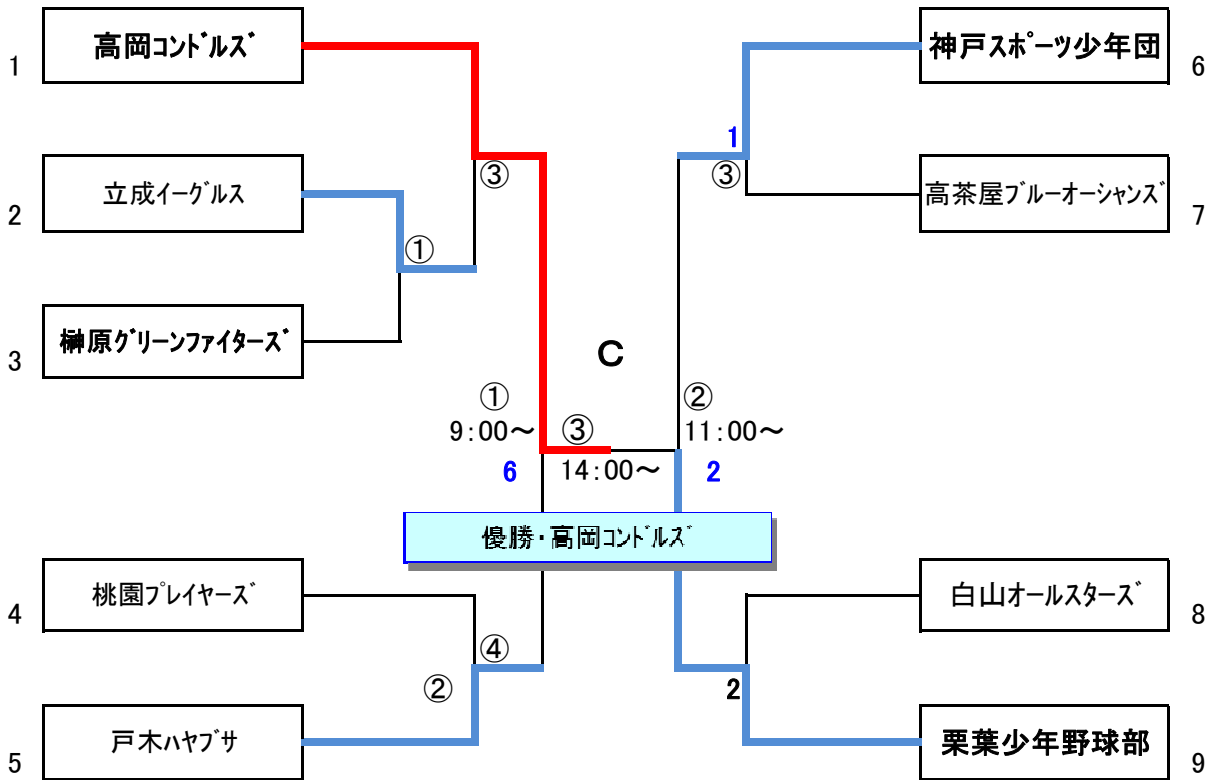 高岡コンドルズ
1
立成イーグルス
2
榊原グリーンファイターズ
3
③
①
神戸スポーツ少年団
6
1
③
高茶屋ブルーオーシャンズ
7
C
①
9:00～
③
②
11:00～
6
14:00～
2
優勝・高岡コンドルズ
桃園プレイヤーズ
4
④
②
戸木ハヤブサ
5
白山オールスターズ
8
2
栗葉少年野球部
9